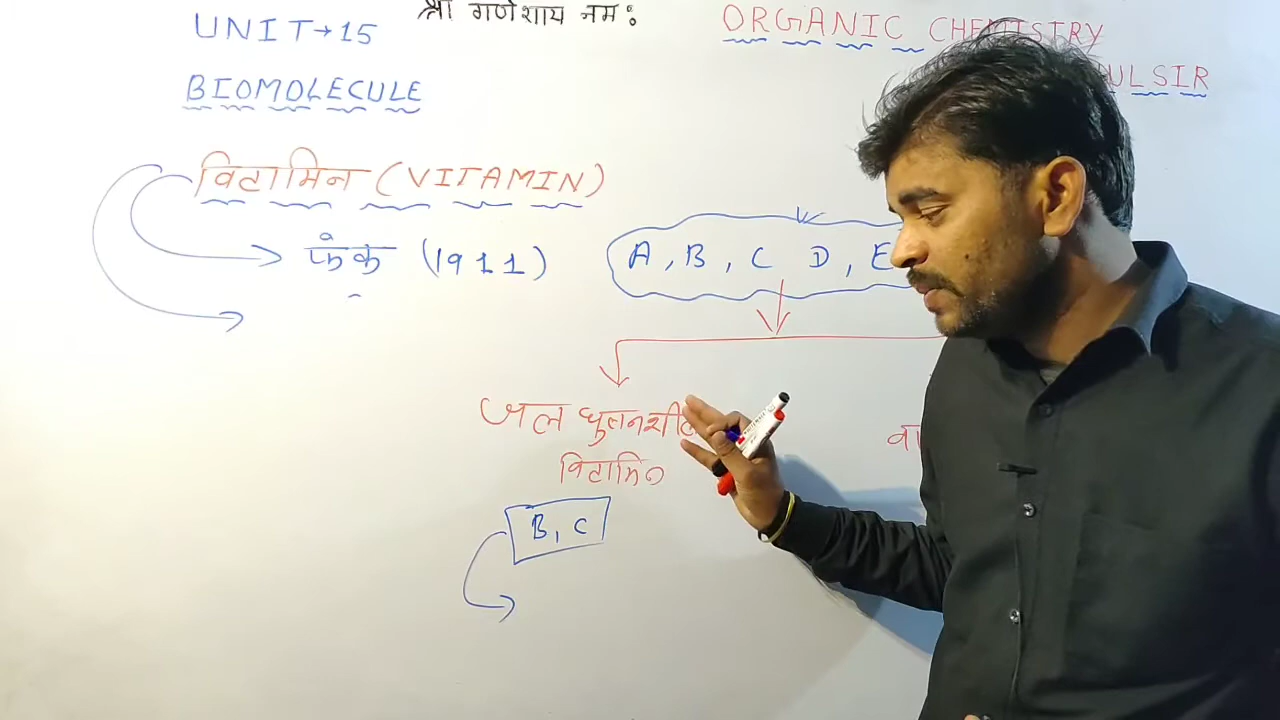 श्री गणेशाय नमः
UNIT→15
ORGANIC CHEMISTRY
ULSIR
BIOMOLECULE
विटामिन (VITAMIN)
फंक (1911)
A, B, C D, E
जल घुलनशील
विटामिन
वा
B, C